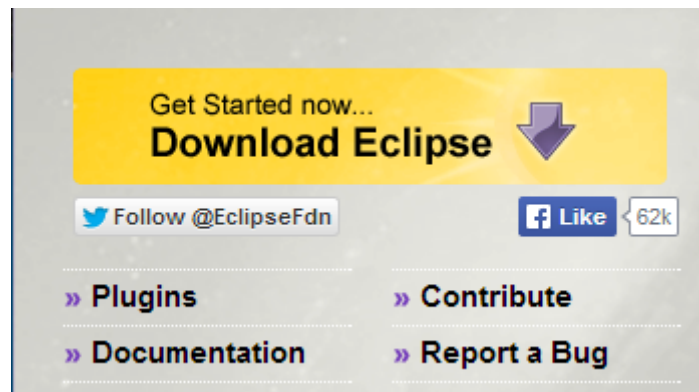 Get Started now...
Download Eclipse
Follow @EclipseFdn
Like 62k
» Plugins
» Contribute
» Documentation
» Report a Bug